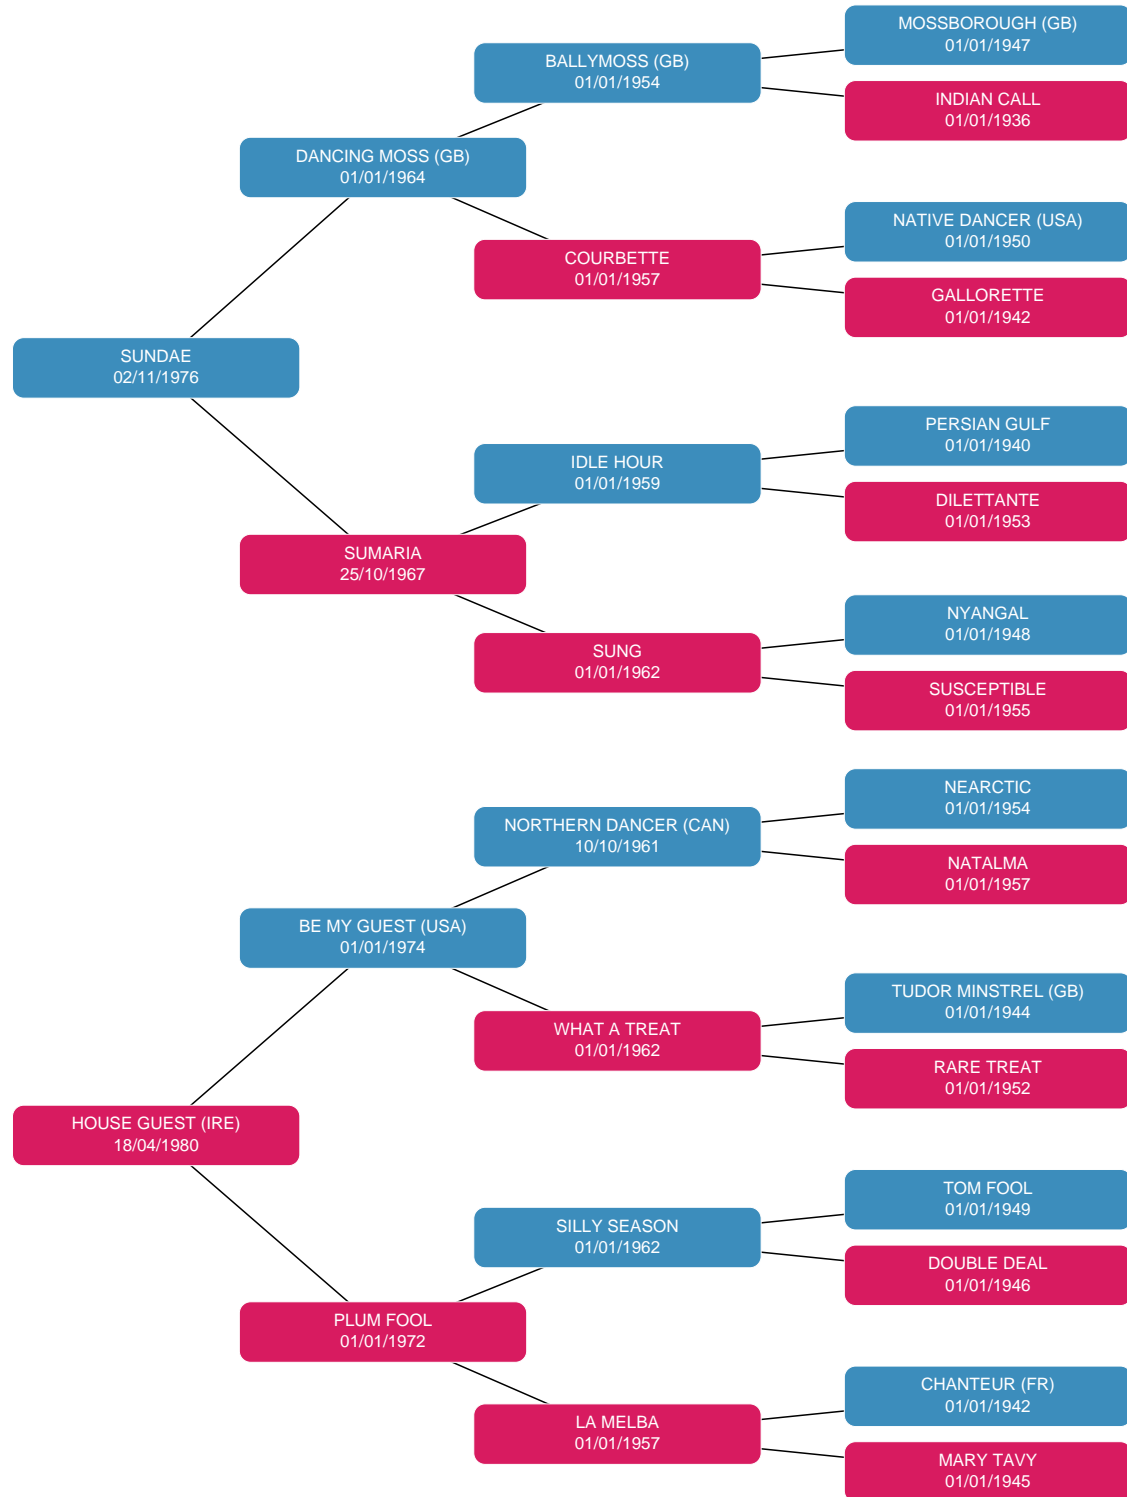 MOSSBOROUGH (GB)
01/01/1947
BALLYMOSS (GB)
01/01/1954
INDIAN CALL
01/01/1936
DANCING MOSS (GB)
01/01/1964
NATIVE DANCER (USA)
01/01/1950
COURBETTE
01/01/1957
GALLORETTE
01/01/1942
SUNDAE
02/11/1976
PERSIAN GULF
01/01/1940
IDLE HOUR
01/01/1959
DILETTANTE
01/01/1953
SUMARIA
25/10/1967
NYANGAL
01/01/1948
SUNG
01/01/1962
SUSCEPTIBLE
01/01/1955
NEARCTIC
01/01/1954
NORTHERN DANCER (CAN)
10/10/1961
NATALMA
01/01/1957
BE MY GUEST (USA)
01/01/1974
TUDOR MINSTREL (GB)
01/01/1944
WHAT A TREAT
01/01/1962
RARE TREAT
01/01/1952
HOUSE GUEST (IRE)
18/04/1980
TOM FOOL
01/01/1949
SILLY SEASON
01/01/1962
DOUBLE DEAL
01/01/1946
PLUM FOOL
01/01/1972
CHANTEUR (FR)
01/01/1942
LA MELBA
01/01/1957
MARY TAVY
01/01/1945